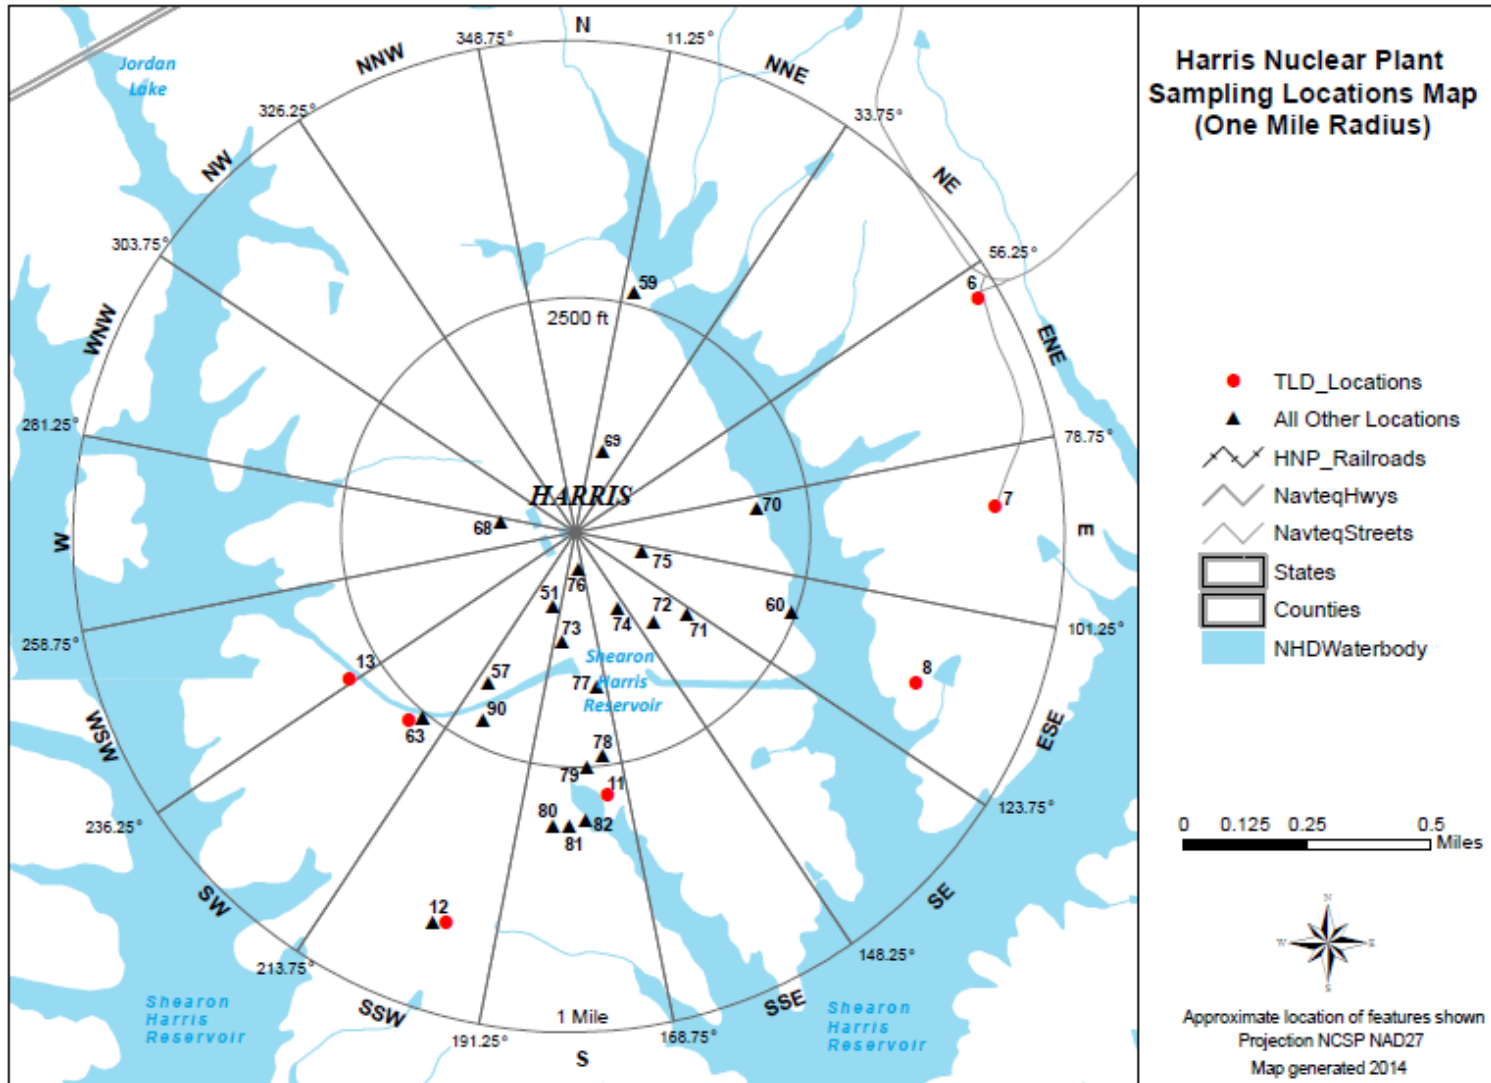 N
348.75°
11.25°
NNW
NNE
Jordan
Lake
326.25°
33.75°
NW
NE
303.75°
56.25°
6
59
2500 ft
WNW
ENE
281.25°
78.75°
69
HARRIS
70
7
68
W
E
75
76
51
72
60
74
71
73
101.25°
258.75°
Shearon
Harris
Reservoir
13
57
77
8
90
63
WSW
ESE
78
79
11
123.75°
236.25°
80
82
81
SW
SE
12
148.25°
213.75°
SSW
SSE
1 Mile
168.75°
191.25°
S
Shearon
Harris
Reservoir
Shearon
Harris
Reservoir
Harris Nuclear Plant
Sampling Locations Map
(One Mile Radius)
TLD_Locations
All Other Locations
HNP_Railroads
NavteqHwys
NavteqStreets
States
Counties
NHDWaterbody
0 0.125 0.25 0.5
Miles
N
W E
S
Approximate location of features shown
Projection NCSP NAD27
Map generated 2014